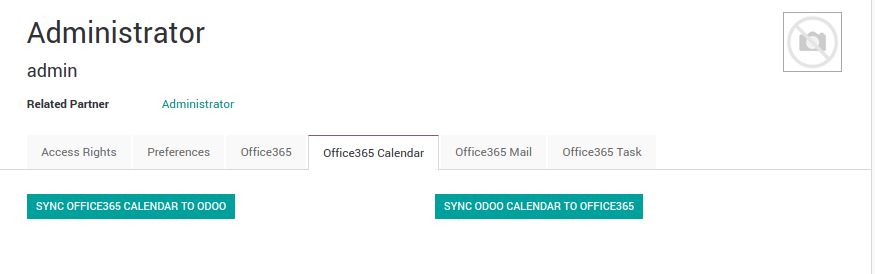 Administrator
admin
Related Partner Administrator
Access Rights Preferences Office365 Office365 Calendar Office365 Mail Office365 Task
SYNC OFFICE365 CALENDAR TO ODOO SYNC ODOO CALENDAR TO OFFICE365